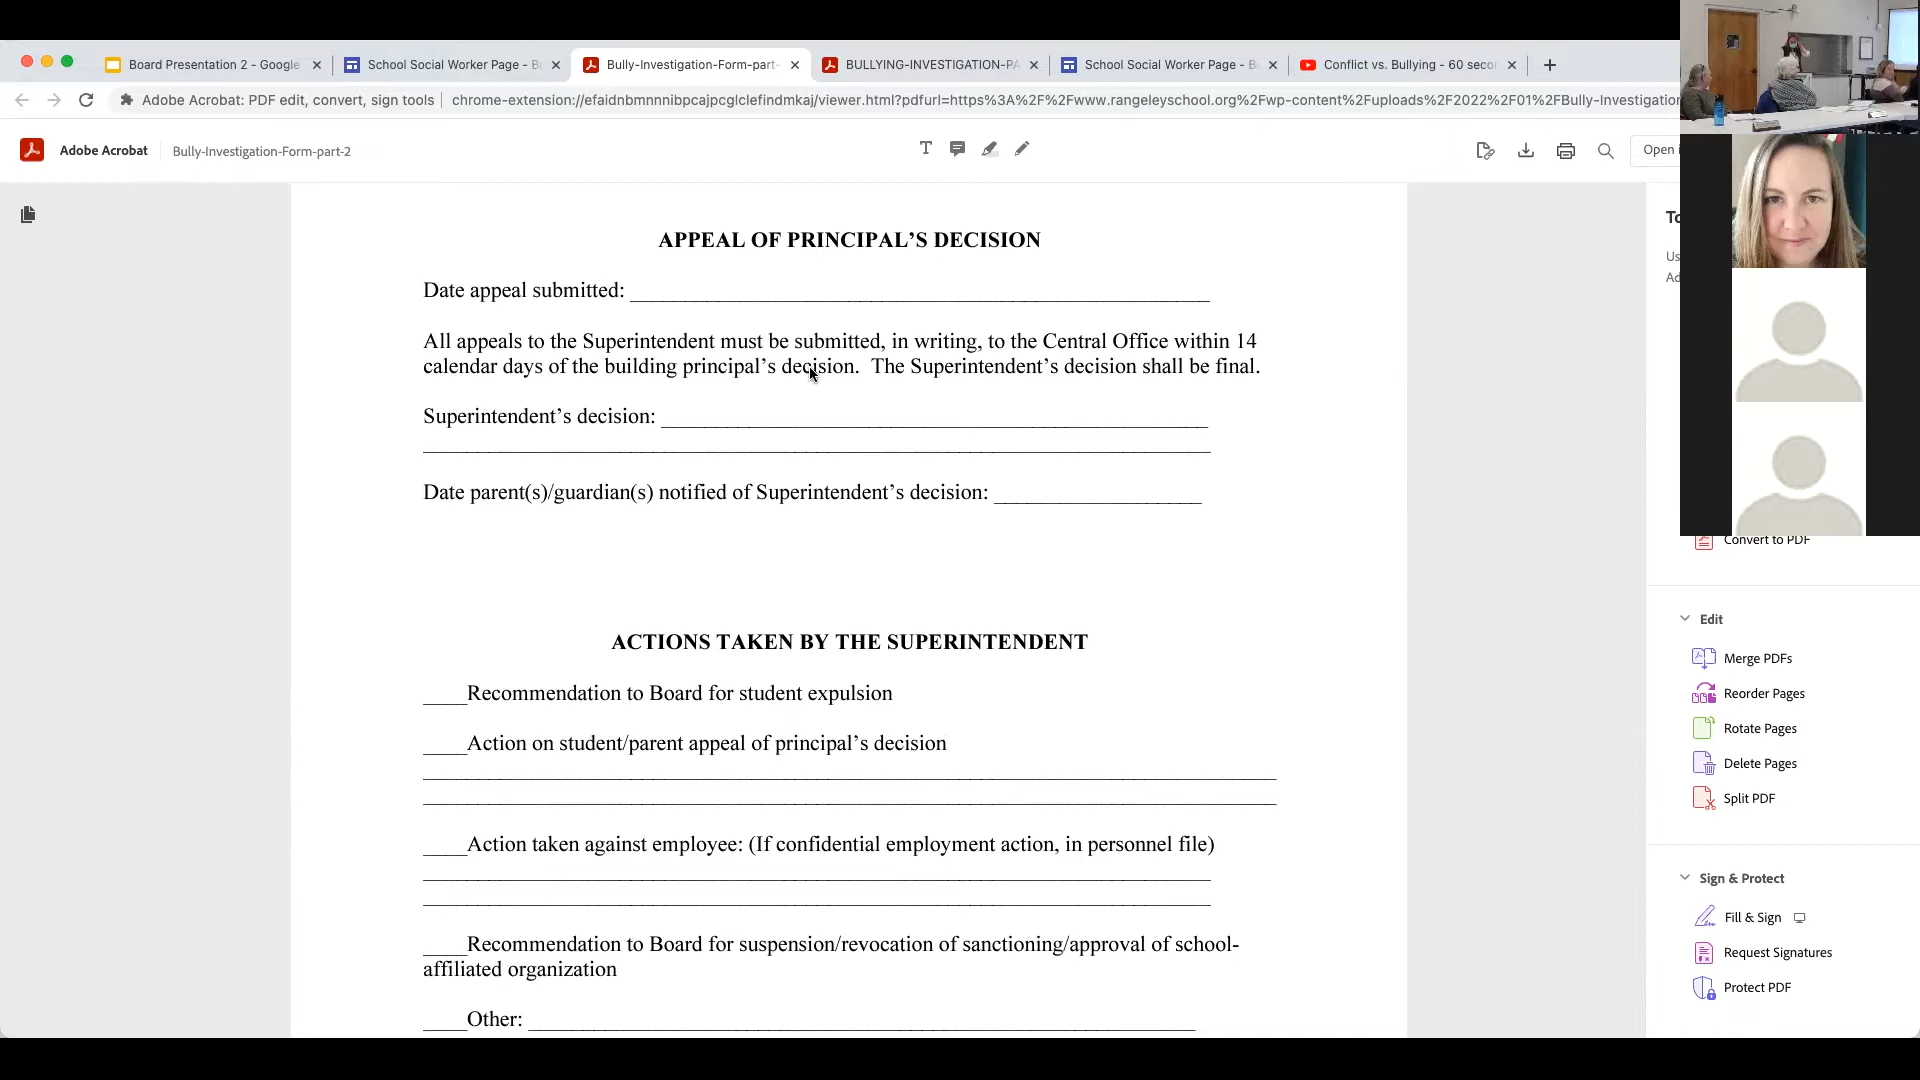 Board Presentation 2 - Google
School Social Worker Page - B
Bully-Investigation-Form-part-
BULLYING-INVESTIGATION-PA
School Social Worker Page - B
Conflict vs. Bullying - 60 secon
Adobe Acrobat: PDF edit, convert, sign tools
chrome-extension://efaidnbmnnnibpcajpcglclefindmkaj/viewer.html?pdfurl=https%3A%2F%2Fwww.rangeleyschool.org%2Fwp-content%2Fuploads%2F2022%2F01%2FBully-Investigation
Adobe Acrobat
Bully-Investigation-Form-part-2
Open i
APPEAL OF PRINCIPAL’S DECISION
Date appeal submitted:
All appeals to the Superintendent must be submitted, in writing, to the Central Office within 14
calendar days of the building principal’s decision. The Superintendent’s decision shall be final.
Superintendent’s decision:
Date parent(s)/guardian(s) notified of Superintendent’s decision:
ACTIONS TAKEN BY THE SUPERINTENDENT
____Recommendation to Board for student expulsion
____Action on student/parent appeal of principal’s decision
____Action taken against employee: (If confidential employment action, in personnel file)
____Recommendation to Board for suspension/revocation of sanctioning/approval of school-
affiliated organization
____Other:
To
Us
Ad
Convert to PDF
Edit
Merge PDFs
Reorder Pages
Rotate Pages
Delete Pages
Split PDF
Sign & Protect
Fill & Sign
Request Signatures
Protect PDF